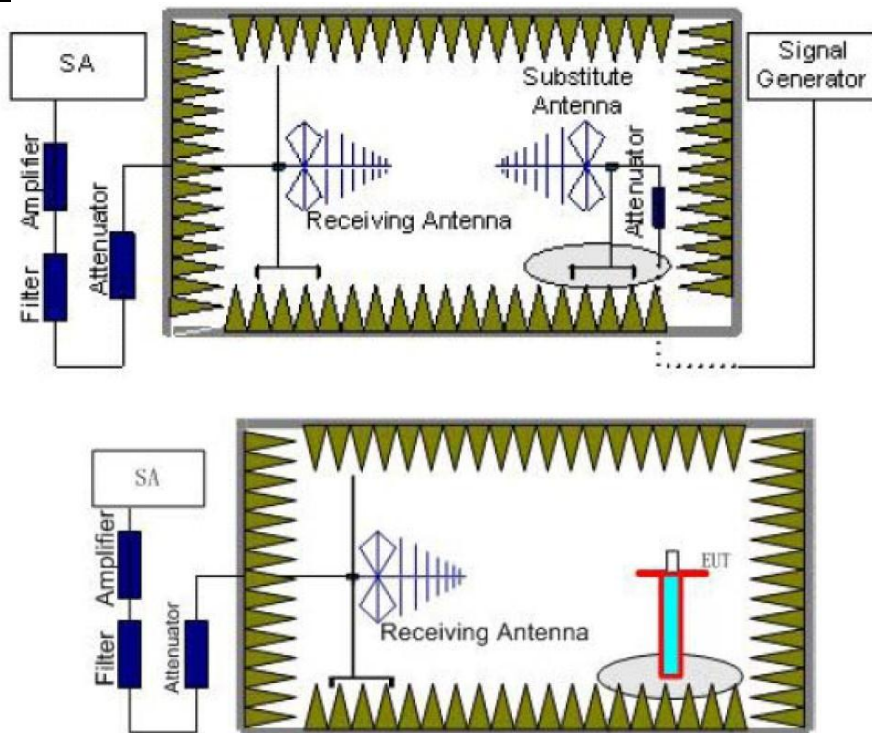 SA
Signal
Generator
Substitute
Antenna
Amplifier
Attenuator
Receiving Antenna
Attenuator
Filter
SA
Amplifier
EUT
Receiving Antenna
Filter
Attenuator